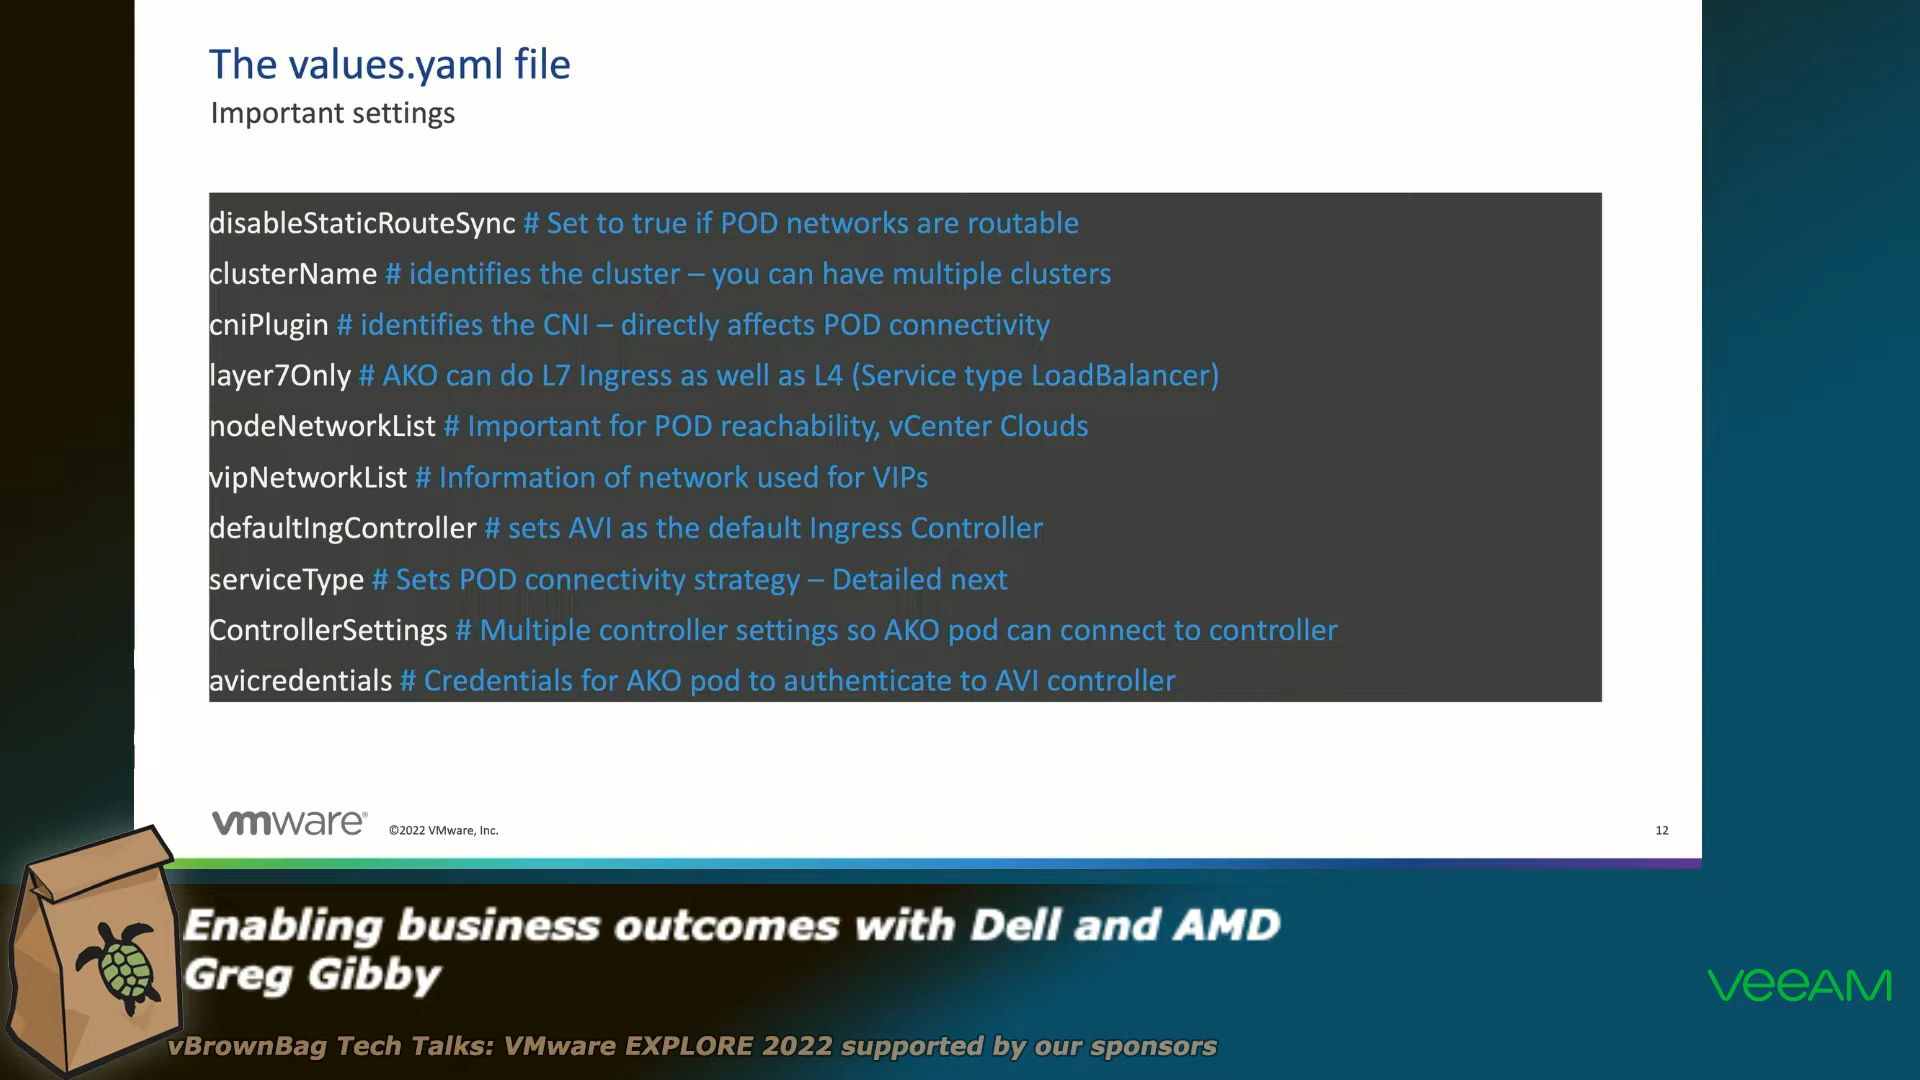 The values.yaml file
Important settings
disableStaticRouteSync # Set to true if POD networks are routable
clusterName # identifies the cluster – you can have multiple clusters
cniPlugin # identifies the CNI – directly affects POD connectivity
layer7Only # AKO can do L7 Ingress as well as L4 (Service type LoadBalancer)
nodeNetworkList # Important for POD reachability, vCenter Clouds
vipNetworkList # Information of network used for VIPs
defaultIngController # sets AVI as the default Ingress Controller
serviceType # Sets POD connectivity strategy – Detailed next
ControllerSettings # Multiple controller settings so AKO pod can connect to controller
avicredentials # Credentials for AKO pod to authenticate to AVI controller
vmware® ©2022 VMware, Inc. 12
Enabling business outcomes with Dell and AMD
Greg Gibby
veeAM
vBrownBag Tech Talks: VMware EXPLORE 2022 supported by our sponsors